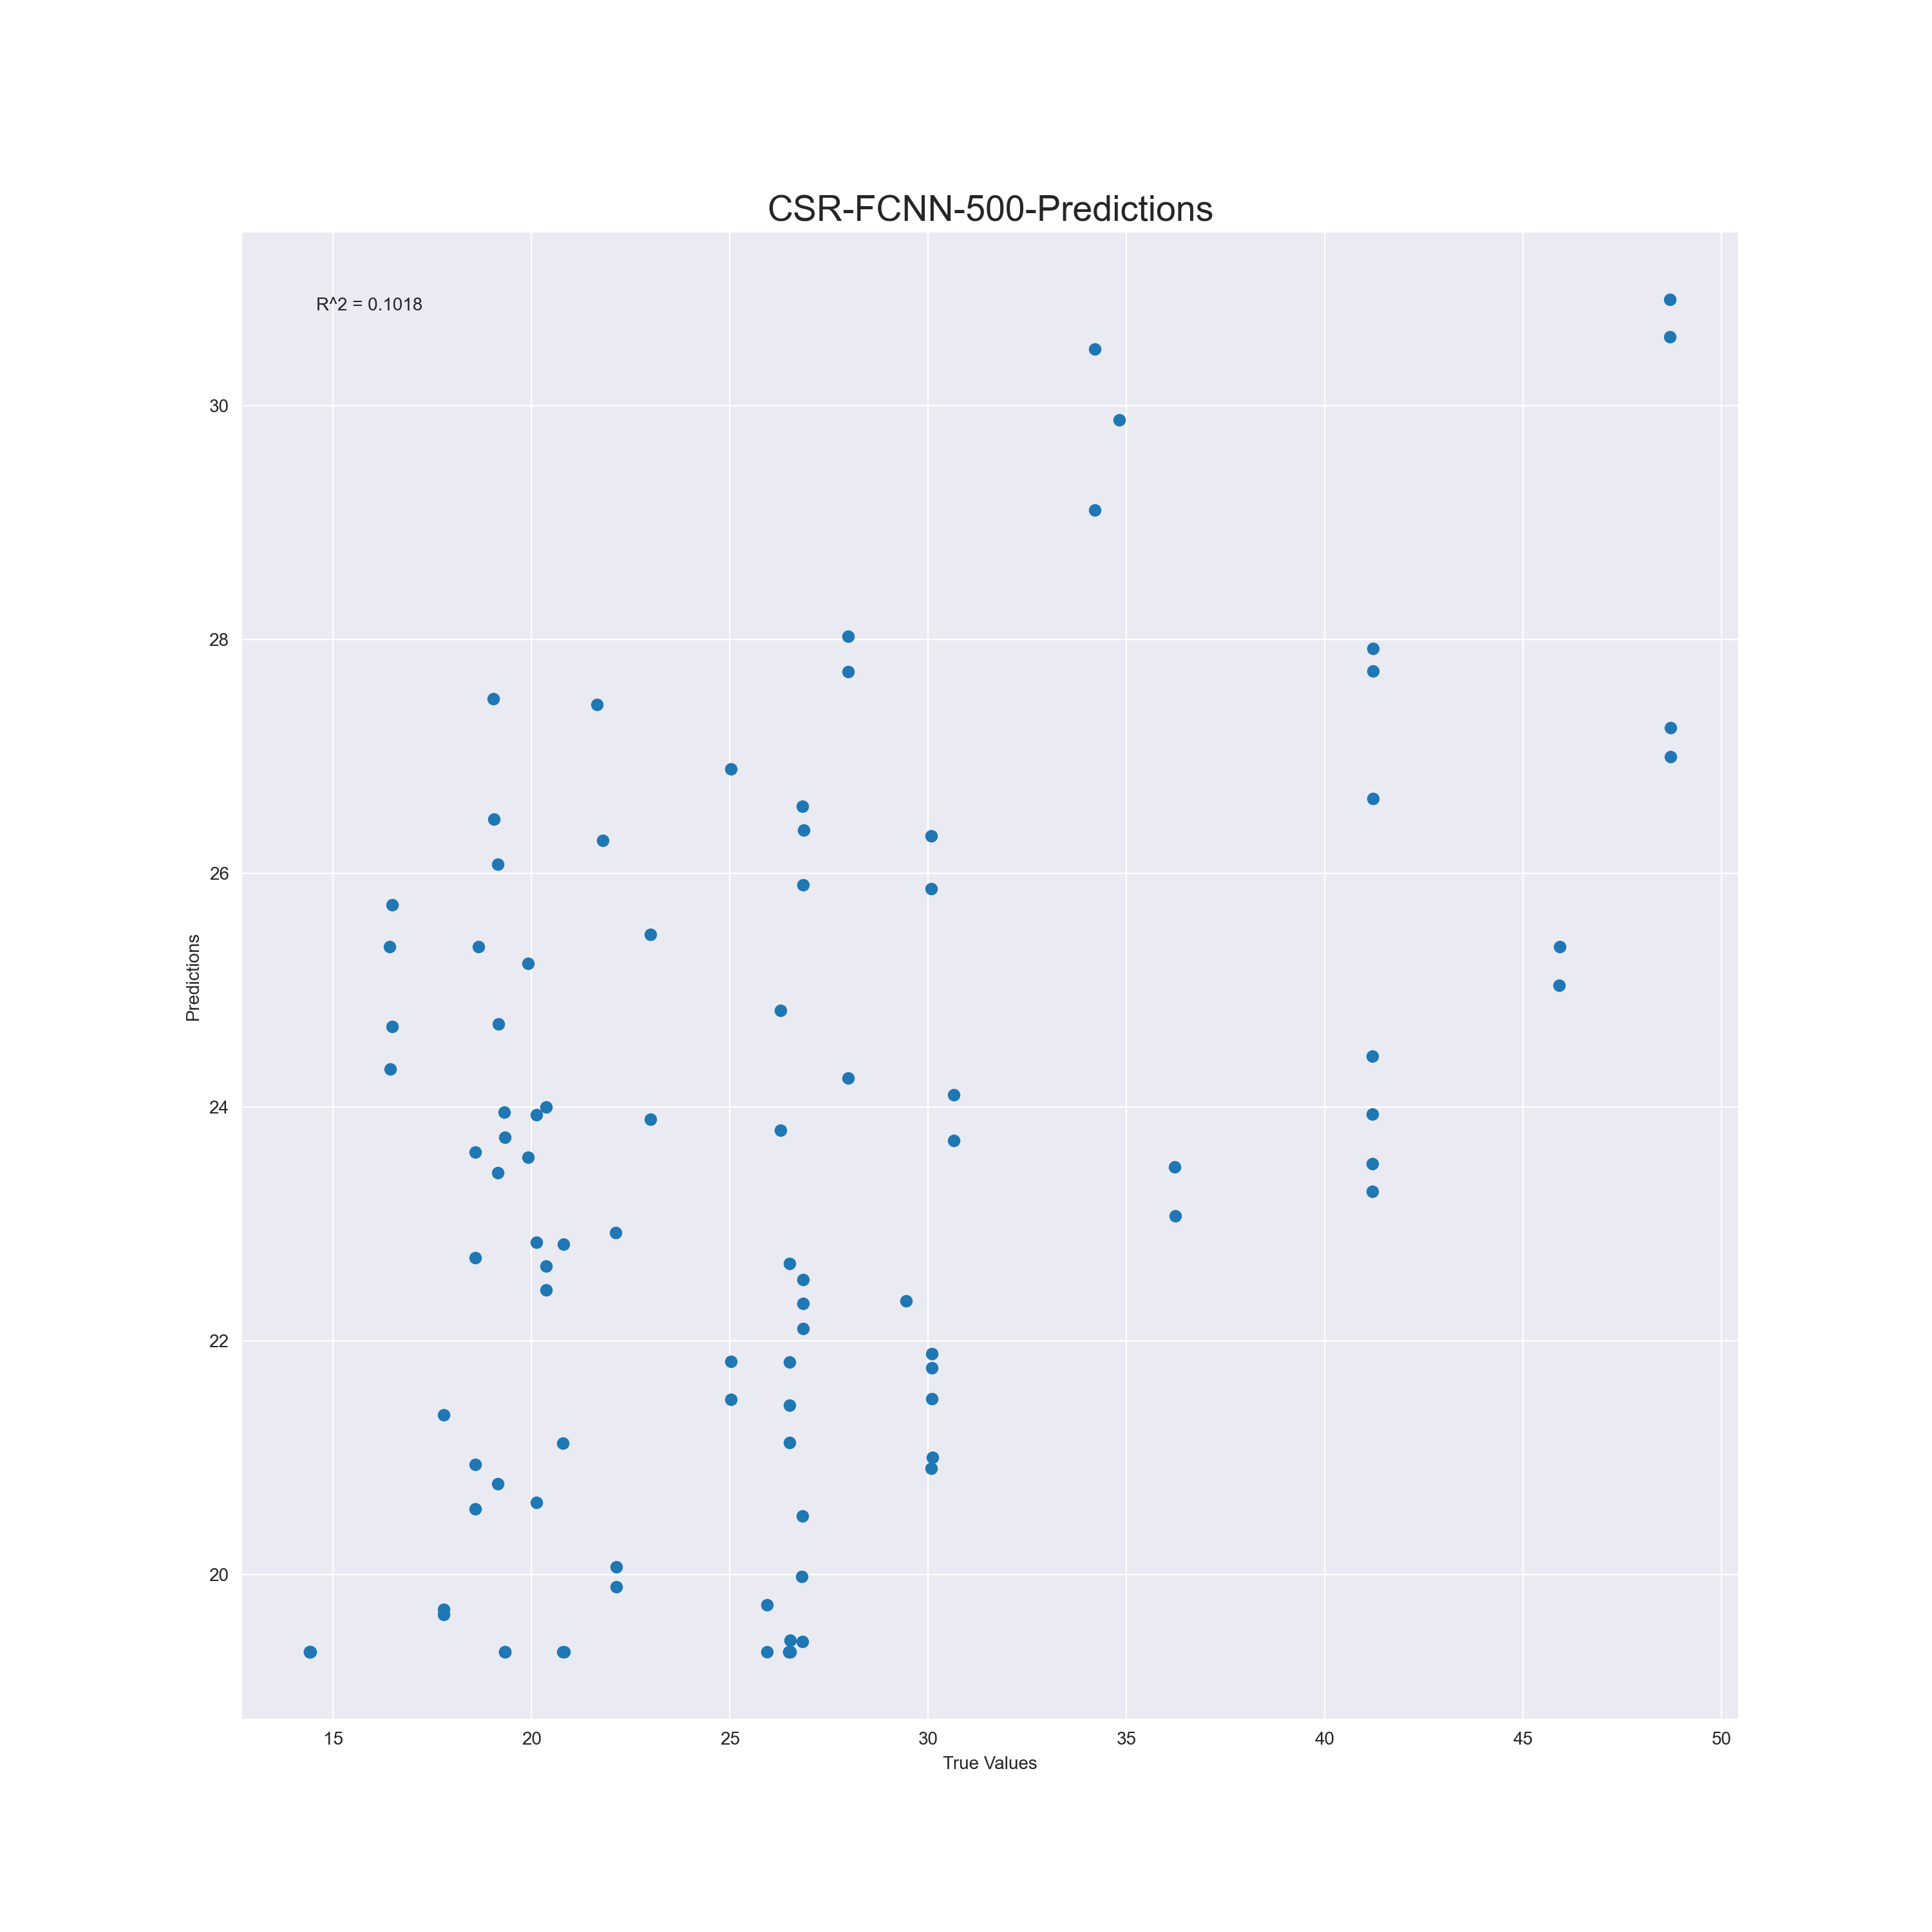 CSR-FCNN-500-Predictions
R^2 = 0.1018
30
28
26
24
22
20
Predictions
15 20 25 30 35 40 45 50
True Values